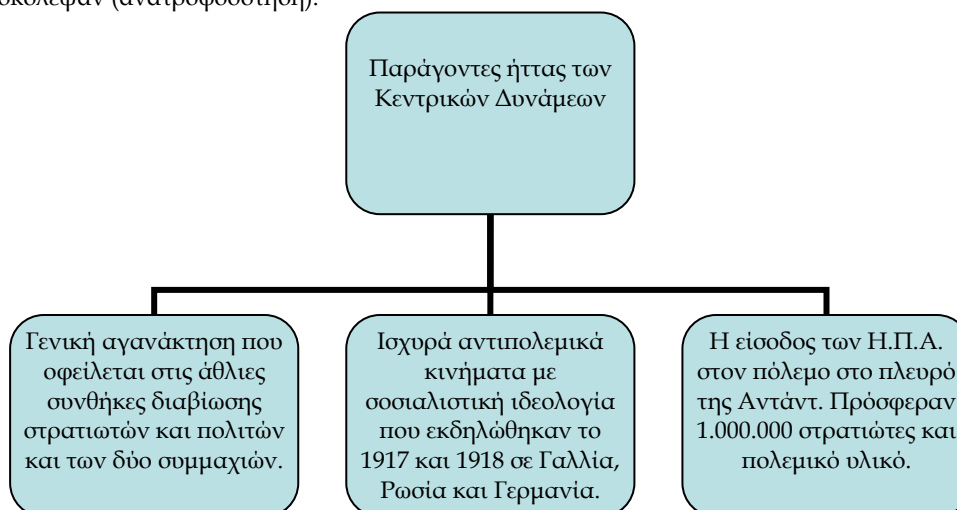 (ανατροφοδότηση).
Παράγοντες ήττας των
Κεντρικών Δυνάμεων
Γενική αγανάκτηση που
οφείλεται στις άθλιες
συνθήκες διαβίωσης
στρατιωτών και πολιτών
και των δύο συμμαχιών.
Ισχυρά αντιπολεμικά
κινήματα με
σοσιαλιστική ιδεολογία
που εκδηλώθηκαν το
1917 και 1918 σε Γαλλία,
Ρωσία και Γερμανία.
Η είσοδος των Η.Π.Α.
στον πόλεμο στο πλευρό
της Αντάντ. Πρόσφεραν
1.000.000 στρατιώτες και
πολεμικό υλικό.